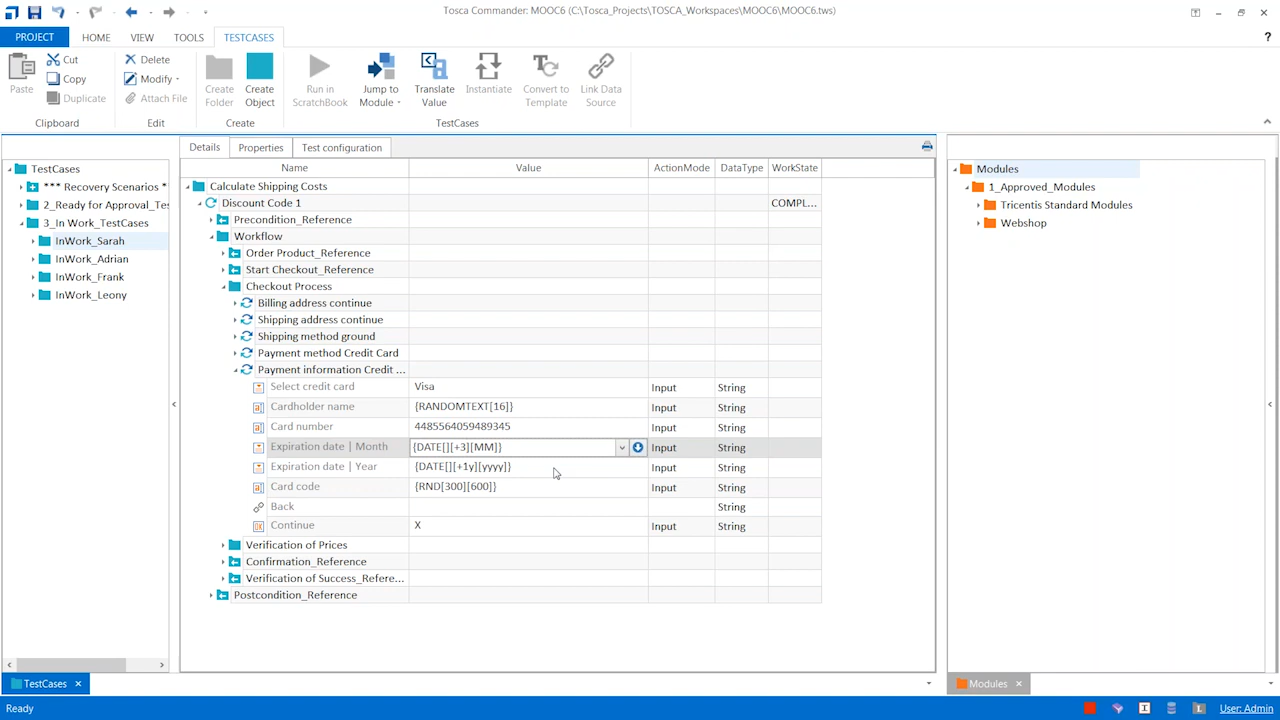 Tosca Commander: MOOC6 (C:\Tosca_Projects\TOSCA_Workspaces\MOOC6\MOOC6.tws)
PROJECT HOME VIEW TOOLS TESTCASES ?
Paste
Cut
Copy
Duplicate
Clipboard
Delete
Modify
Attach File
Edit
Create Folder
Create Object
Create
Run in ScratchBook
Jump to Module
Translate Value
Instantiate
Convert to Template
Link Data Source
TestCases
TestCases
*** Recovery Scenarios *
2_Ready for Approval_Tes
3_In Work_TestCases
InWork_Sarah
InWork_Adrian
InWork_Frank
InWork_Leony
Details Properties Test configuration
Name Value ActionMode DataType WorkState
Calculate Shipping Costs
Discount Code 1 COMPL...
Precondition_Reference
Workflow
Order Product_Reference
Start Checkout_Reference
Checkout Process
Billing address continue
Shipping address continue
Shipping method ground
Payment method Credit Card
Payment information Credit ...
Select credit card Visa Input String
Cardholder name {RANDOMTEXT[16]} Input String
Card number 4485564059489345 Input String
Expiration date | Month {DATE[][+3][MM]} Input String
Expiration date | Year {DATE[][+1y][yyyy]} Input String
Card code {RND[300][600]} Input String
Back String
Continue X Input String
Verification of Prices
Confirmation_Reference
Verification of Success_Refere...
Postcondition_Reference
Modules
1_Approved_Modules
Tricentis Standard Modules
Webshop
TestCases
Modules
Ready
User: Admin